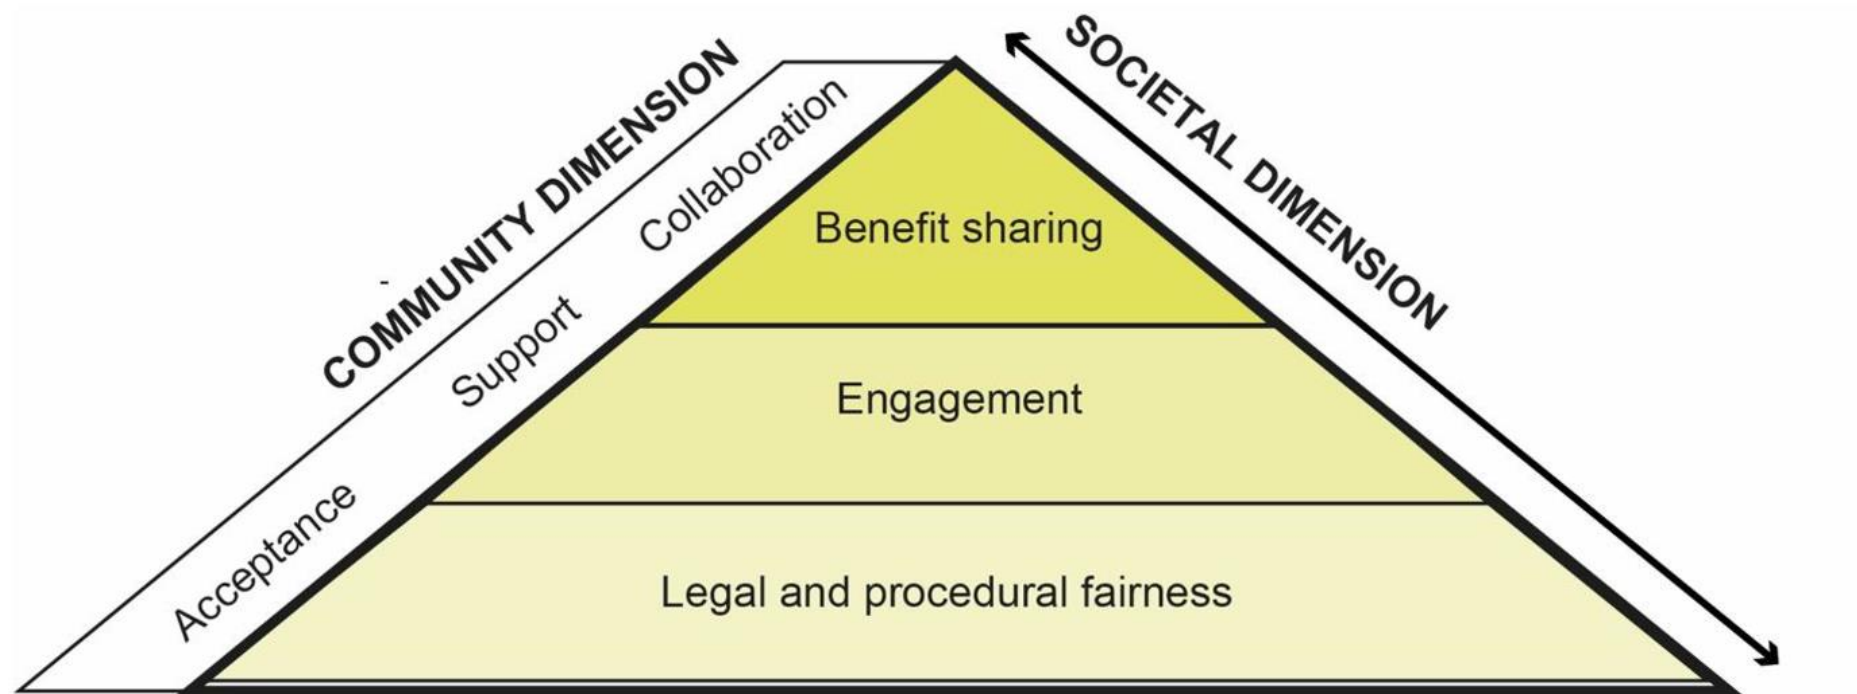 COMMUNITY DIMENSION
SOCIETAL DIMENSION
Collaboration
Support
Acceptance
Benefit sharing
Engagement
Legal and procedural fairness